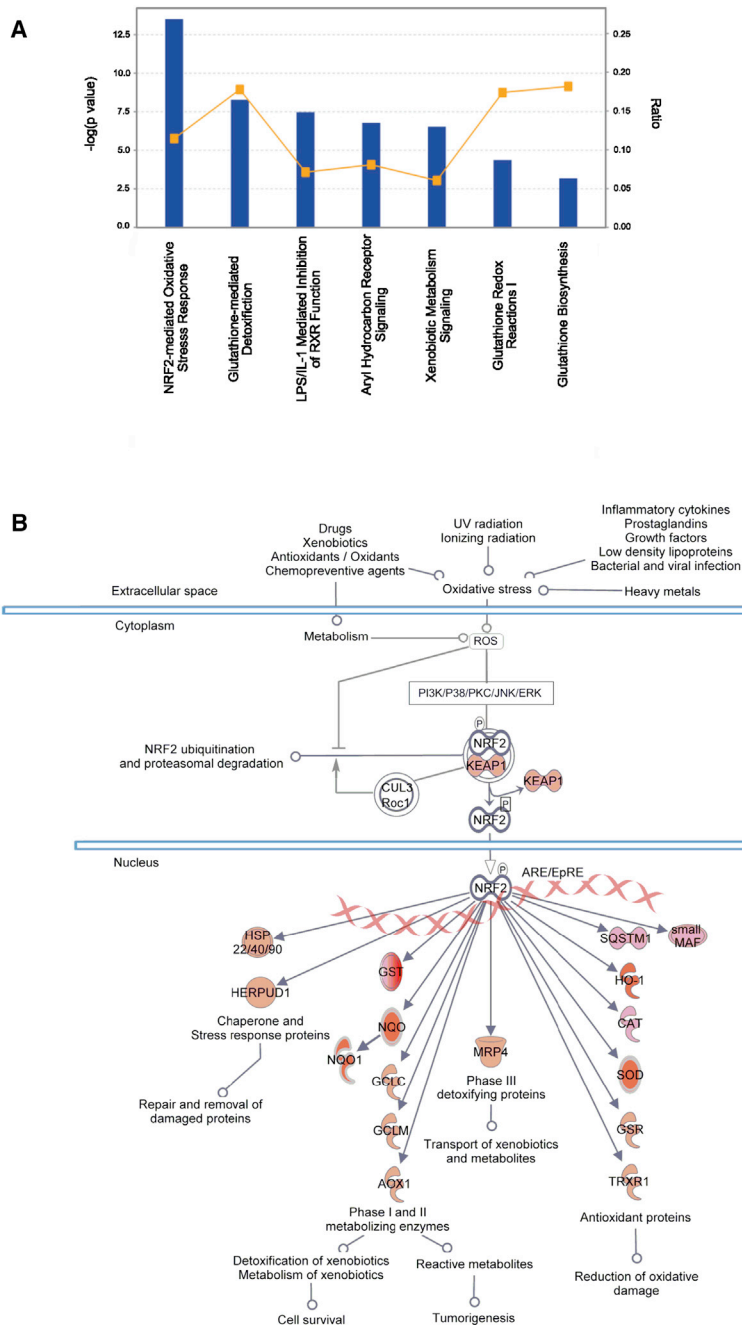 A
12.5
10.0
7.5
5.0
2.5
0.0
-log(p value)
0.25
0.20
0.15
0.10
0.05
0.00
Ratio
NRF2-mediated Oxidative
Stresss Response
Glutathione-mediated
Detoxifiction
LPS/IL-1 Mediated Inhibition
of RXR Function
Aryl Hydrocarbon Receptor
Signaling
Xenobiotic Metabolism
Signaling
Glutathione Redox
Reactions I
Glutathione Biosynthesis
B
Drugs
Xenobiotics
Antioxidants / Oxidants
Chemopreventive agents
UV radiation
Ionizing radiation
Inflammatory cytokines
Prostaglandins
Growth factors
Low density lipoproteins
Bacterial and viral infection
Extracellular space
Oxidative stress
Heavy metals
Cytoplasm
Metabolism
ROS
PI3K/P38/PKC/JNK/ERK
P
NRF2
KEAP1
NRF2 ubiquitination
and proteasomal degradation
KEAP1
CUL3
Roc1
P
NRF2
Nucleus
P
NRF2
ARE/EpRE
HSP
22/40/90
HERPUD1
Chaperone and
Stress response proteins
Repair and removal of
damaged proteins
GST
NQO
NQO1
GCLC
GCLM
AOX1
Phase I and II
metabolizing enzymes
Detoxification of xenobiotics
Metabolism of xenobiotics
Cell survival
Reactive metabolites
Tumorigenesis
MRP4
Phase III
detoxifying proteins
Transport of xenobiotics
and metabolites
SQSTM1
small
MAF
HO-1
CAT
SOD
GSR
TRXR1
Antioxidant proteins
Reduction of oxidative
damage